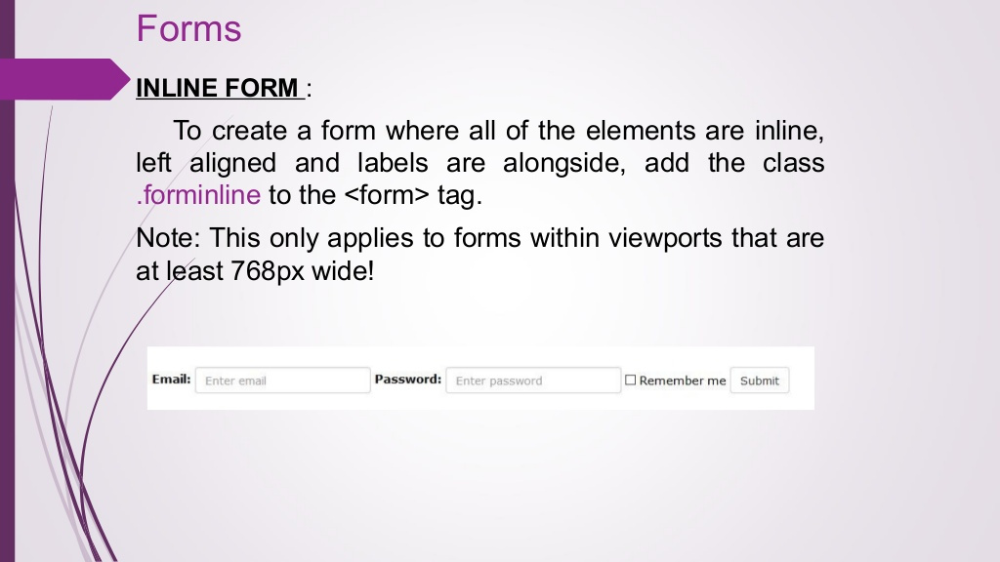 Forms
INLINE FORM :
To create a form where all of the elements are inline,
left aligned and labels are alongside, add the class
.forminline to the <form> tag.
Note: This only applies to forms within viewports that are
at least 768px wide!
Email: Enter email Password: Enter password Remember me Submit